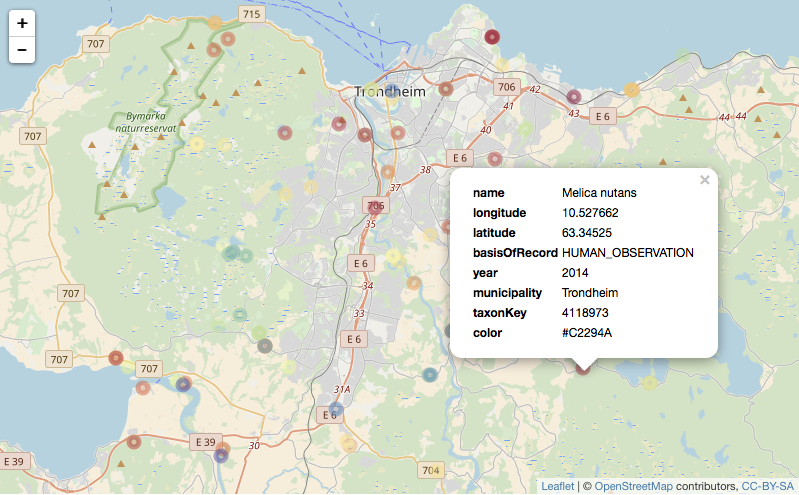 +
−
715
707
707
Trondheim
706
42
41
43
E 6
44
44
Bymarka
naturreservat
40
E 6
38
37
706
35
E 6
34
33
707
E 6
707
707
31A
E 6
E 39
30
E 39
704
×
name Melica nutans
longitude 10.527662
latitude 63.34525
basisOfRecord HUMAN_OBSERVATION
year 2014
municipality Trondheim
taxonKey 4118973
color #C2294A
Leaflet | © OpenStreetMap contributors, CC-BY-SA